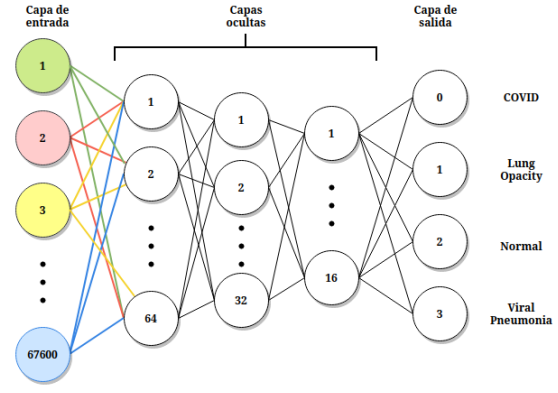 Capa de
entrada
Capas
ocultas
Capa de
salida
1
2
3
67600
1
2
64
1
2
32
1
16
0
1
2
3
COVID
Lung
Opacity
Normal
Viral
Pneumonia